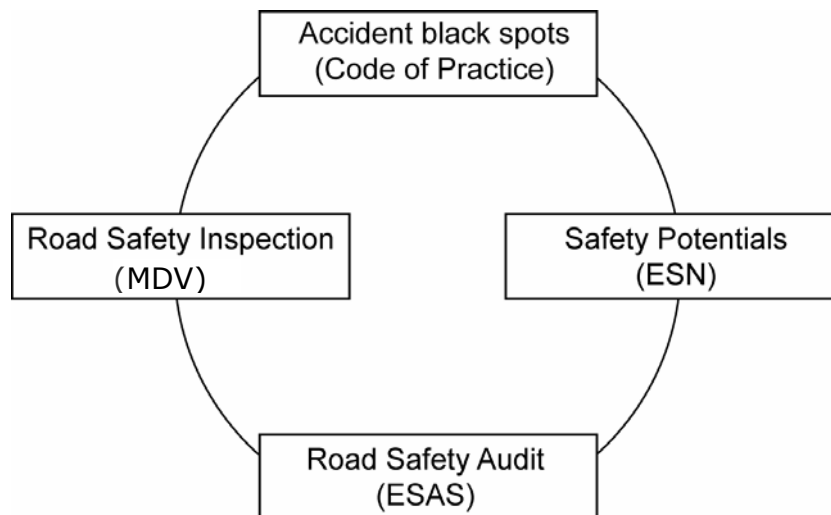 Accident black spots
(Code of Practice)
Road Safety Inspection
(MDV)
Safety Potentials
(ESN)
Road Safety Audit
(ESAS)